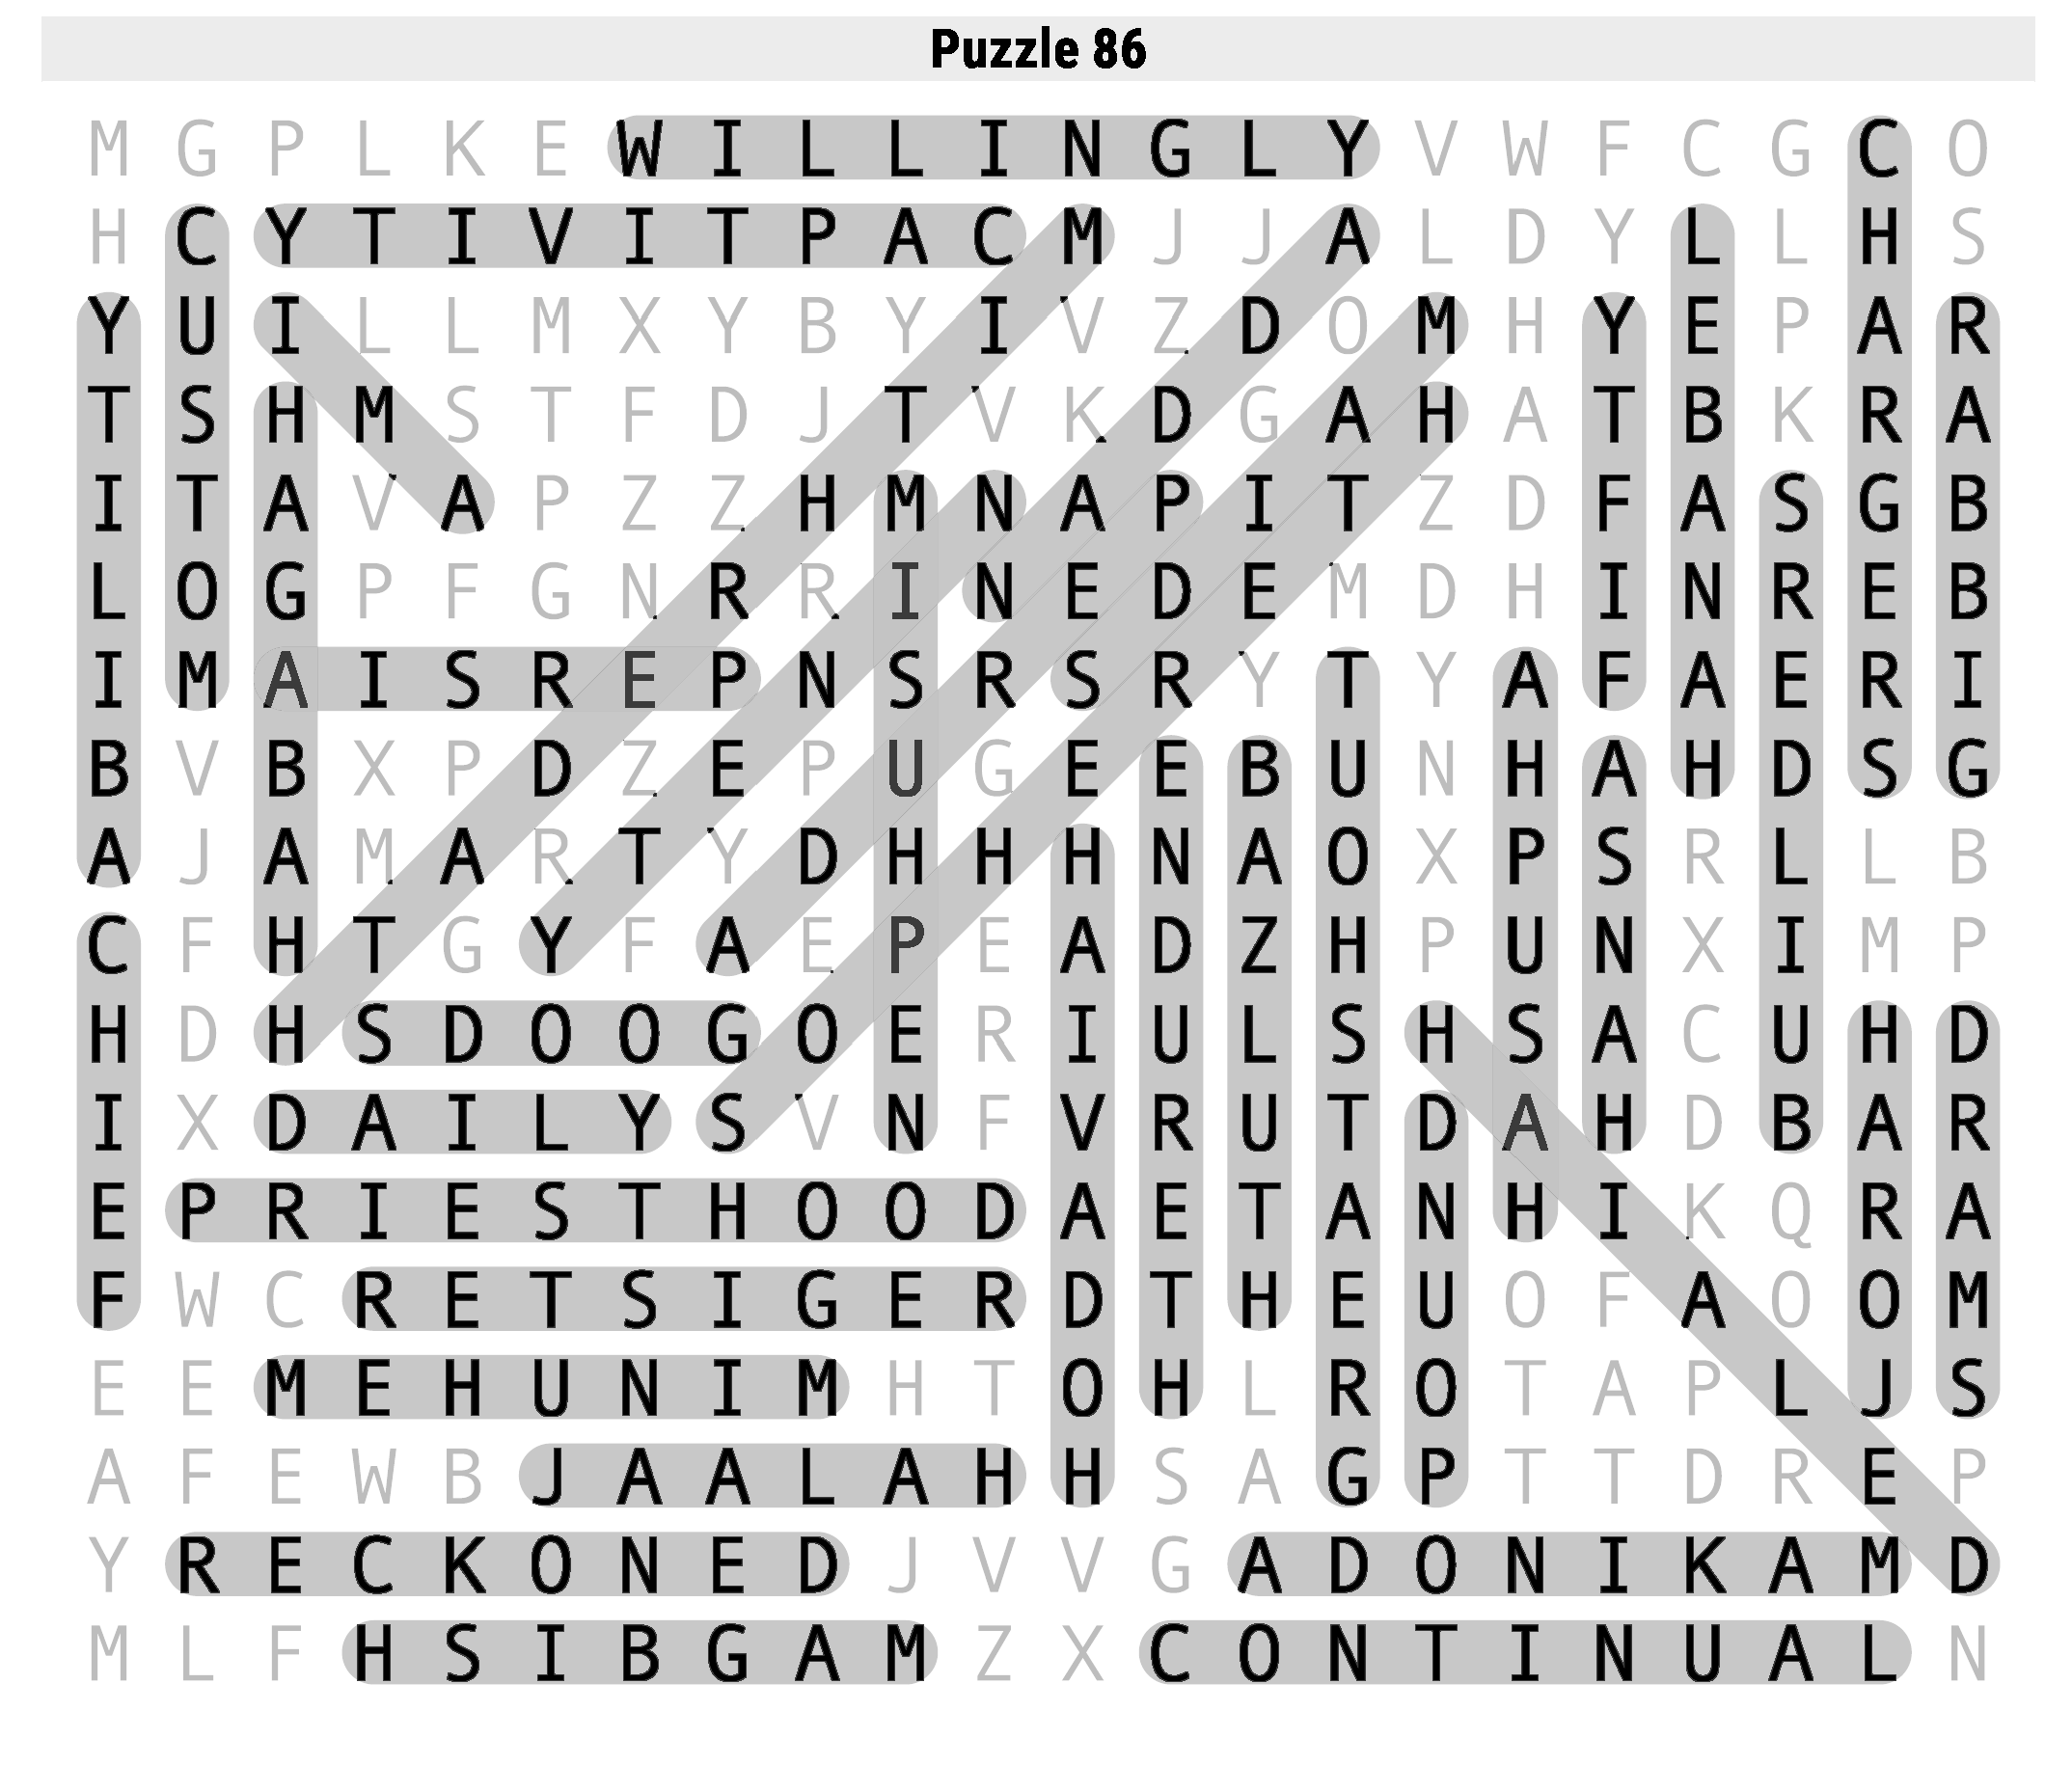 Puzzle 86
M G P L K E W I L L I N G L Y V W F C G C O
H C Y T I V I T P A C M J J A L D Y L L H S
Y U I L L M X Y B Y I V Z D O M H Y E P A R
T S H M S T F D J T V K D G A H A T B K R A
I T A V A P Z Z H M N A P I T Z D F A S G B
L O G P F G N R R I N E D E M D H I N R E B
I M A I S R E P N S R S R Y T Y A F A E R I
B V B X P D Z E P U G E E B U N H A H D S G
A J A M A R T Y D H H H N A O X P S R L L B
C F H T G Y F A E P E A D Z H P U N X I M P
H D H S D O O G O E R I U L S H S A C U H D
I X D A I L Y S V N F V R U T D A H D B A R
E P R I E S T H O O D A E T A N H I K Q R A
F W C R E T S I G E R D T H E U O F A O O M
E E M E H U N I M H T O H L R O T A P L J S
A F E W B J A A L A H H S A G P T T D R E P
Y R E C K O N E D J V V G A D O N I K A M D
M L F H S I B G A M Z X C O N T I N U A L N